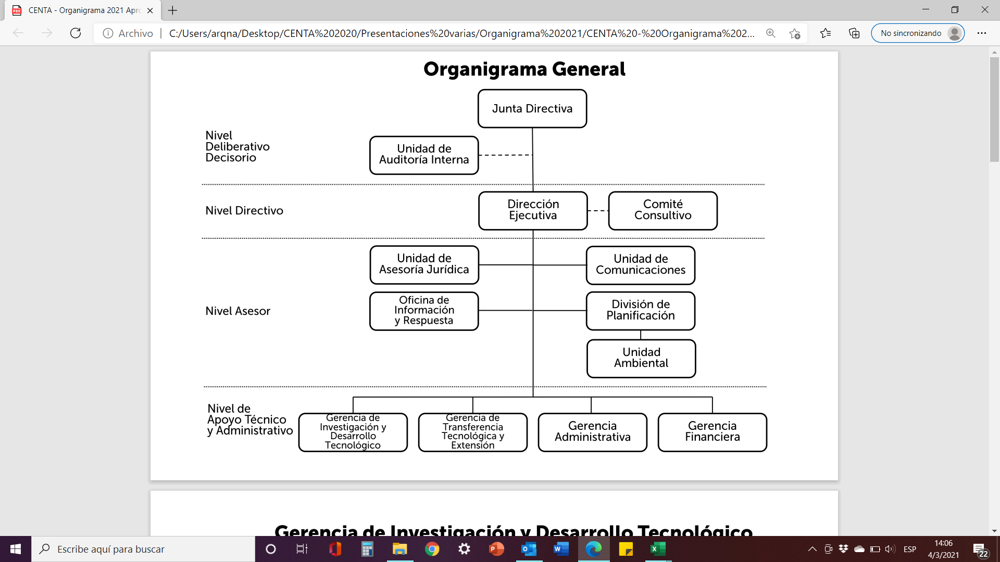 CENTA - Organigrama 2021 Apro
Archivo
C:/Users/arqna/Desktop/CENTA%202020/Presentaciones%20varias/Organigrama%202021/CENTA%20-%20Organigrama%202...
No sincronizando
Organigrama General
Junta Directiva
Nivel
Deliberativo
Decisorio
Unidad de
Auditoría Interna
Nivel Directivo
Dirección
Ejecutiva
Comité
Consultivo
Unidad de
Asesoría Jurídica
Unidad de
Comunicaciones
Nivel Asesor
Oficina de
Información
y Respuesta
División de
Planificación
Unidad
Ambiental
Nivel de
Apoyo Técnico
y Administrativo
Gerencia de
Investigación y
Desarrollo
Tecnológico
Gerencia de
Transferencia
Tecnológica y
Extensión
Gerencia
Administrativa
Gerencia
Financiera
Gerencia de Investigación y Desarrollo Tecnológico
Escribe aquí para buscar
ESP
14:06
4/3/2021
22